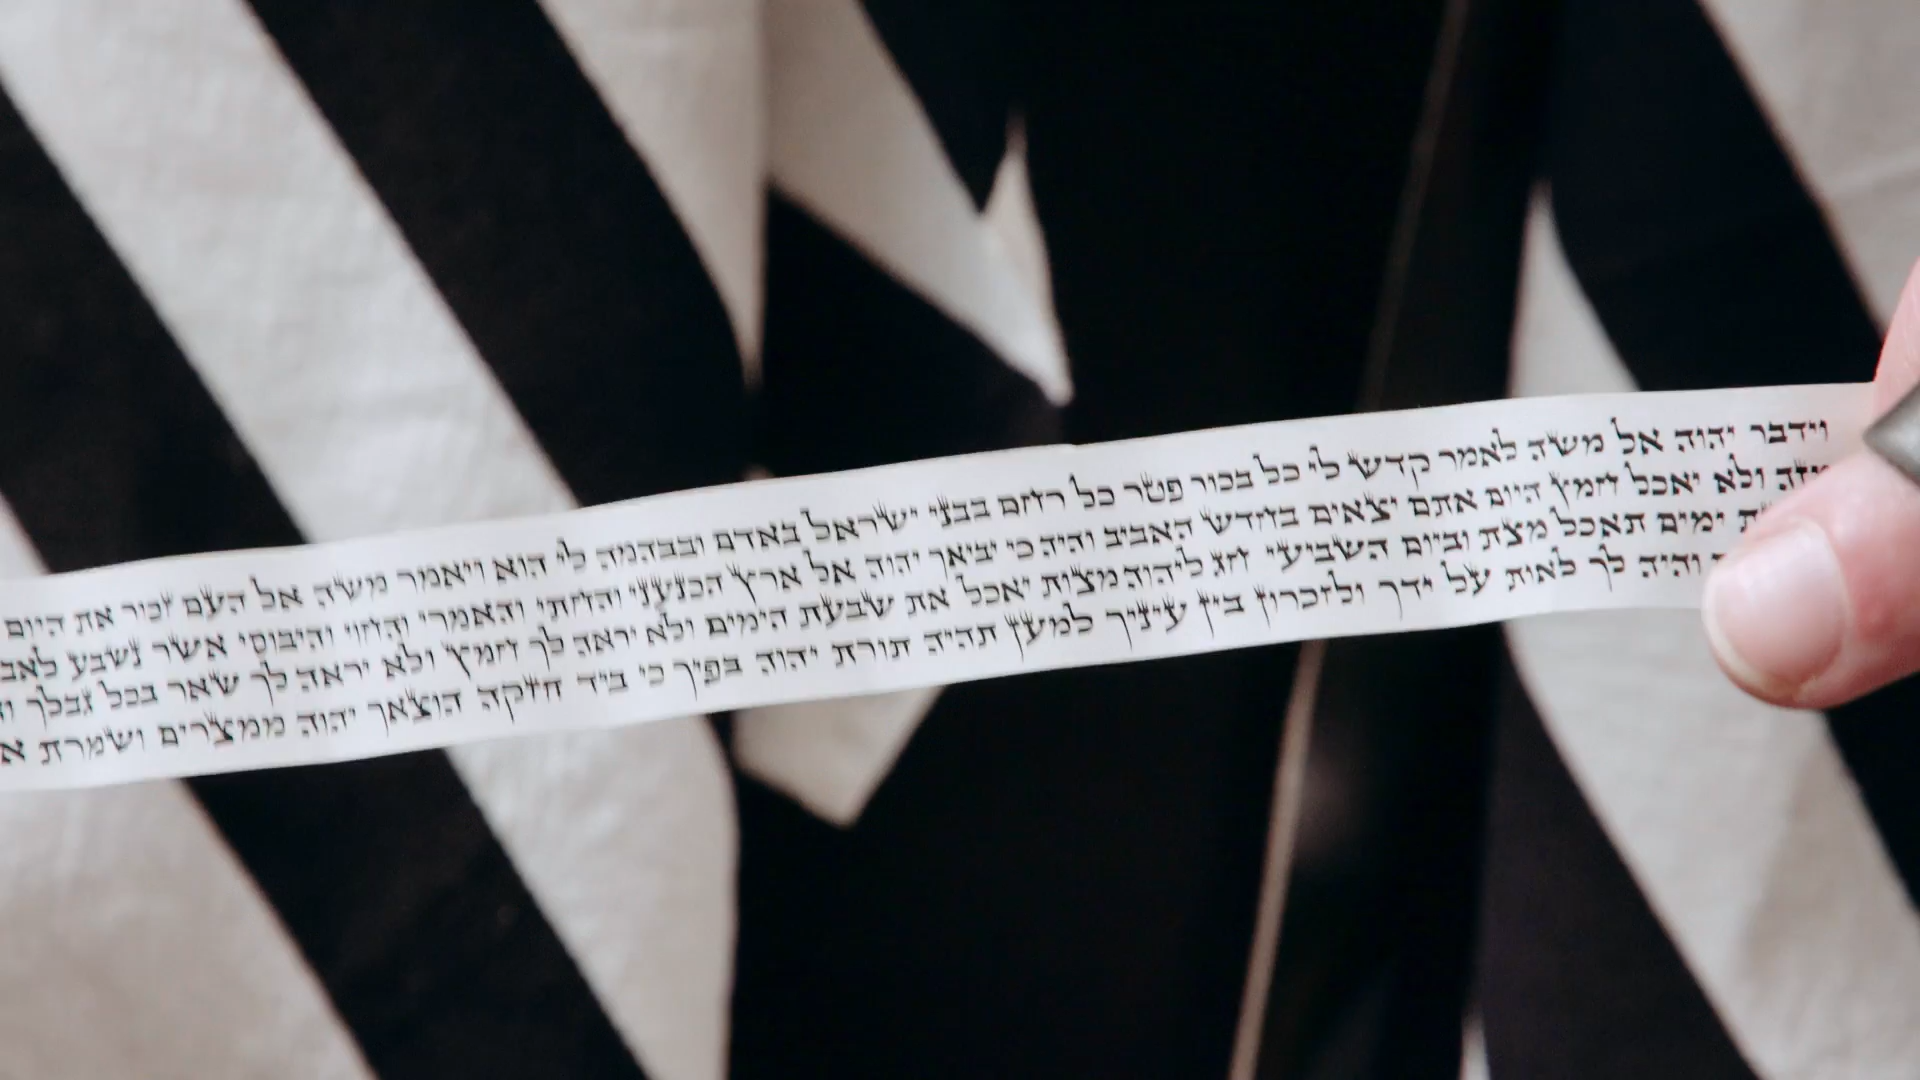 וידבר יהוה אל משה לאמר קדש לי כל בכור פטר כל רחם בבני ישראל באדם ובבהמה לי הוא ויאמר משה אל העם זכור את היום
מזה ולא יאכל חמץ היום אתם יצאים בחדש האביב והיה כי יביאך יהוה אל ארץ הכנעני והחתי והאמרי והחוי והיבוסי אשר נשבע
ימים תאכל מצת וביום השביעי חג ליהוה מצות יאכל את שבעת הימים ולא יראה לך חמץ ולא יראה לך שאר בכל גבלך
והיה לך לאות על ידך ולזכרון בין עיניך למען תהיה תורת יהוה בפיך כי ביד חזקה הוצאך יהוה ממצרים ושמרת